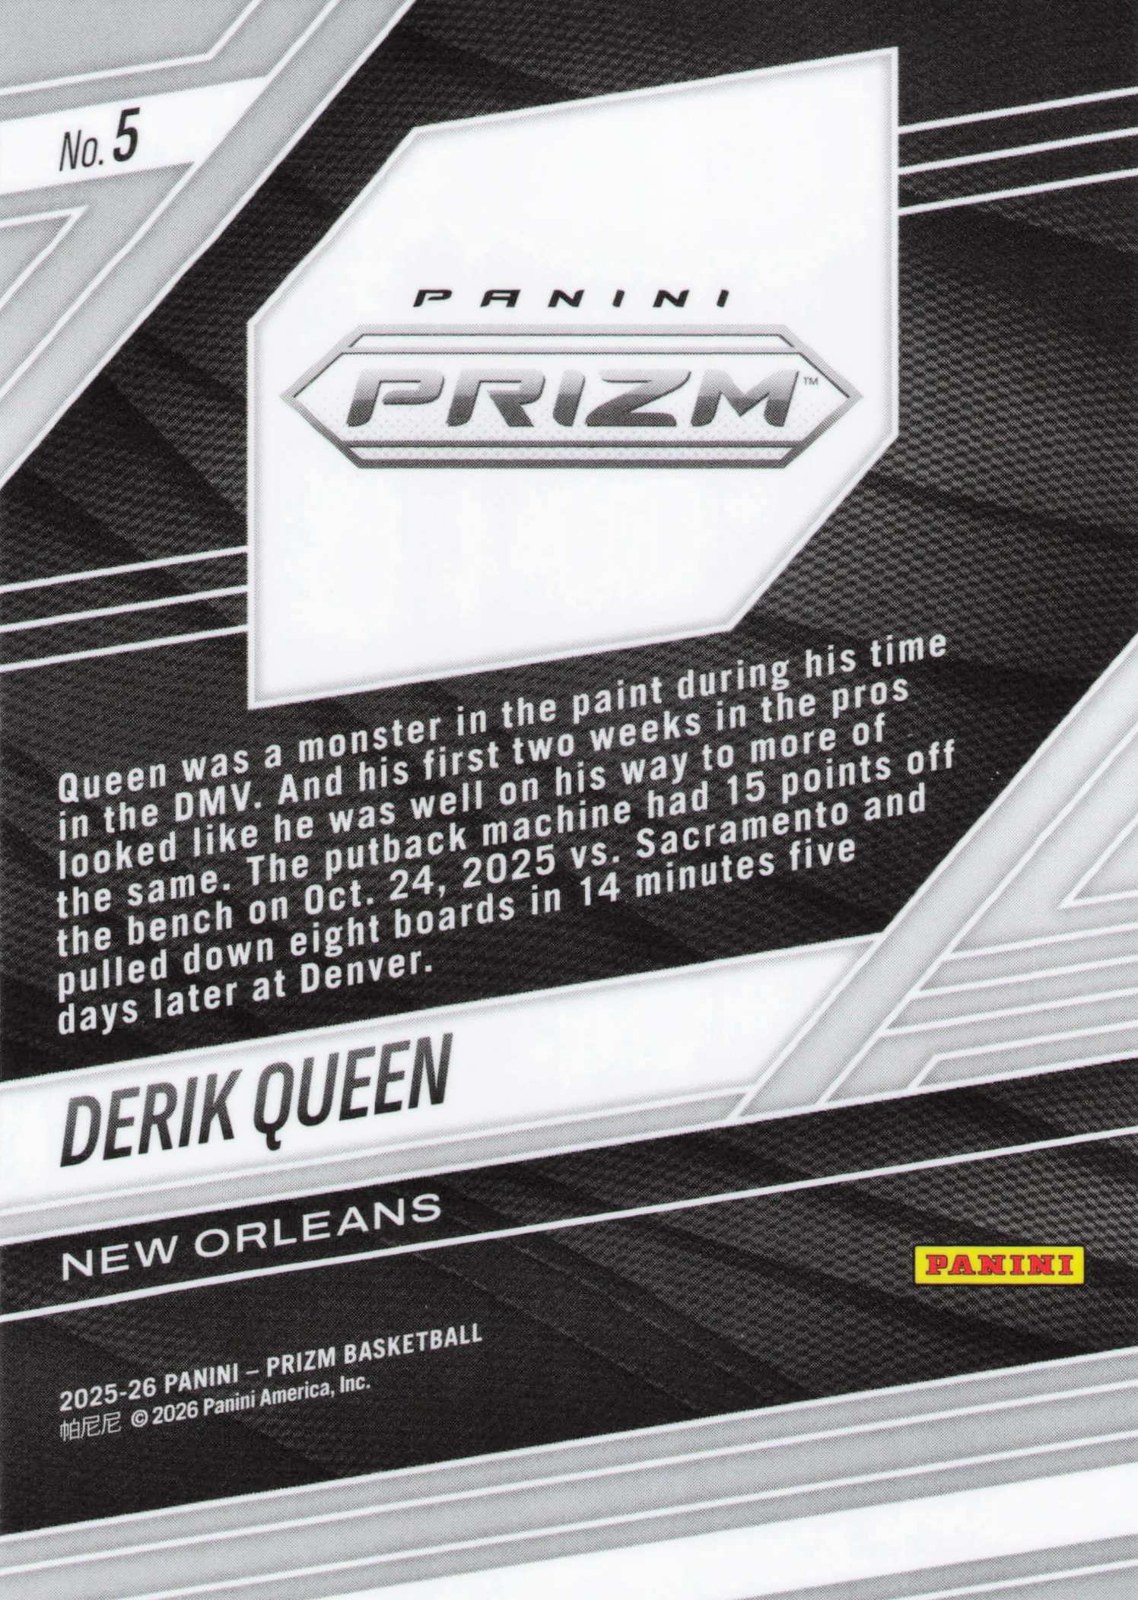 No. 5
PANINI
PRIZM™
Queen was a monster in the paint during his time
in the DMV. And his first two weeks in the pros
looked like he was well on his way to more of
the same. The putback machine had 15 points off
the bench on Oct. 24, 2025 vs. Sacramento and
pulled down eight boards in 14 minutes five
days later at Denver.
DERIK QUEEN
NEW ORLEANS
PANINI
2025-26 PANINI – PRIZM BASKETBALL
帕尼尼 © 2026 Panini America, Inc.